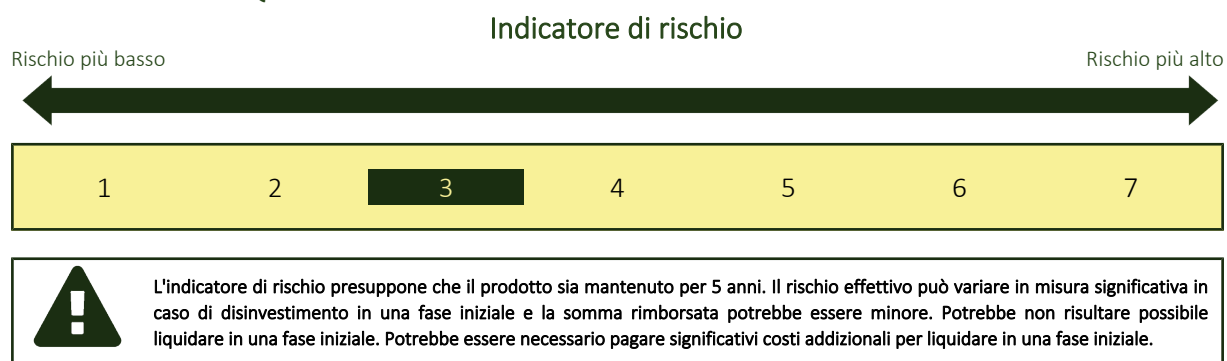 Indicatore di rischio
Rischio più basso
Rischio più alto
1 2 3 4 5 6 7
L'indicatore di rischio presuppone che il prodotto sia mantenuto per 5 anni. Il rischio effettivo può variare in misura significativa in
caso di disinvestimento in una fase iniziale e la somma rimborsata potrebbe essere minore. Potrebbe non risultare possibile
liquidare in una fase iniziale. Potrebbe essere necessario pagare significativi costi addizionali per liquidare in una fase iniziale.